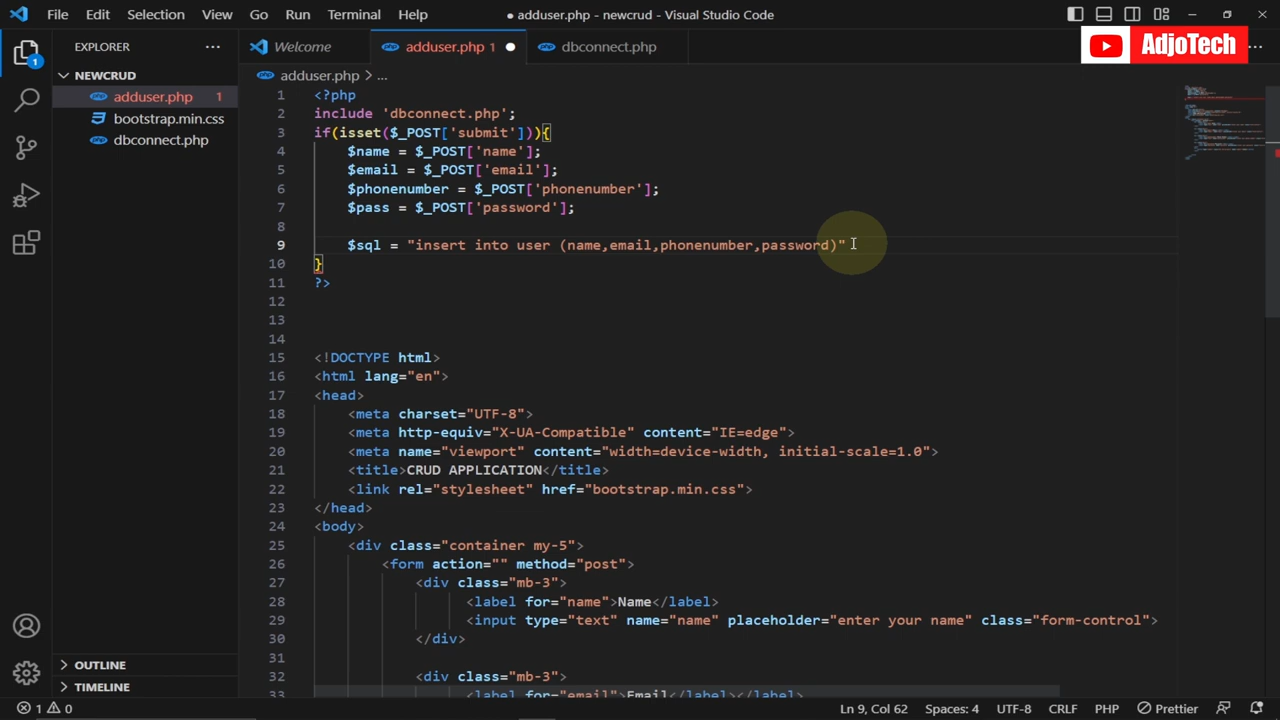 File Edit Selection View Go Run Terminal Help
● adduser.php - newcrud - Visual Studio Code
AdjoTech
EXPLORER
NEWCRUD
adduser.php 1
bootstrap.min.css
dbconnect.php
OUTLINE
TIMELINE
1
Welcome
adduser.php 1 ●
dbconnect.php
adduser.php > ...
1 <?php
2 include 'dbconnect.php';
3 if(isset($_POST['submit'])){
4 $name = $_POST['name'];
5 $email = $_POST['email'];
6 $phonenumber = $_POST['phonenumber'];
7 $pass = $_POST['password'];
8
9 $sql = "insert into user (name,email,phonenumber,password)"
10 }
11 ?>
12
13
14
15 <!DOCTYPE html>
16 <html lang="en">
17 <head>
18 <meta charset="UTF-8">
19 <meta http-equiv="X-UA-Compatible" content="IE=edge">
20 <meta name="viewport" content="width=device-width, initial-scale=1.0">
21 <title>CRUD APPLICATION</title>
22 <link rel="stylesheet" href="bootstrap.min.css">
23 </head>
24 <body>
25 <div class="container my-5">
26 <form action="" method="post">
27 <div class="mb-3">
28 <label for="name">Name</label>
29 <input type="text" name="name" placeholder="enter your name" class="form-control">
30 </div>
31
32 <div class="mb-3">
33 <label for="email">Email</label></label>
1 0
Ln 9, Col 62 Spaces: 4 UTF-8 CRLF PHP Prettier